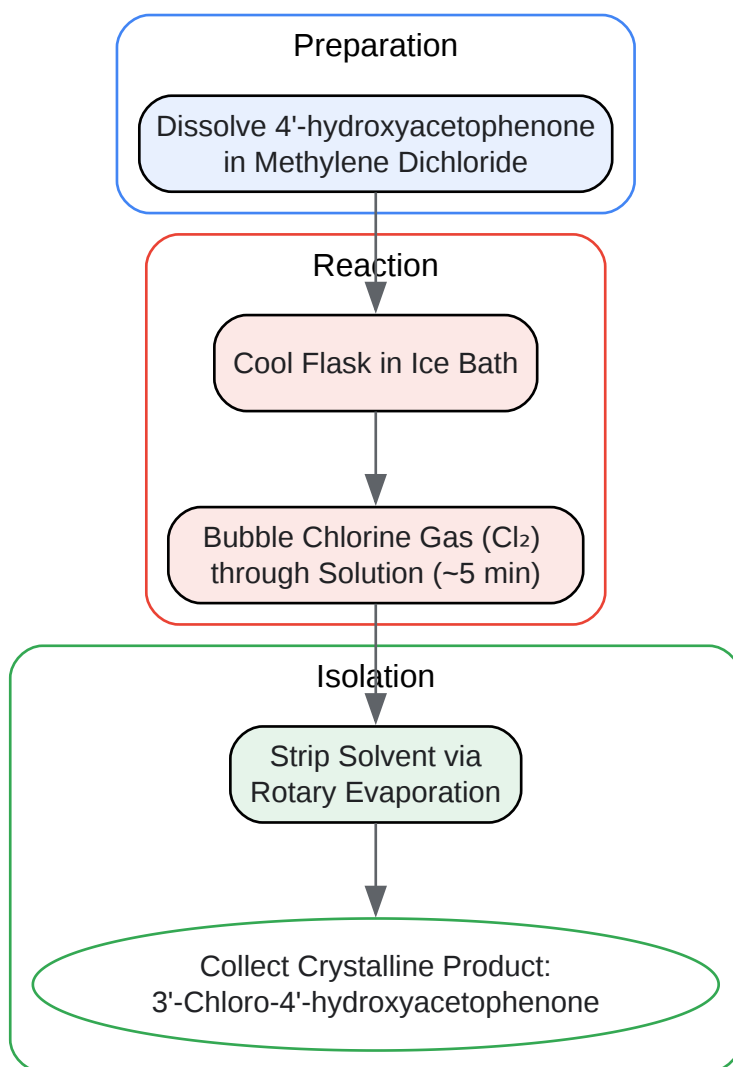 Preparation
Dissolve 4'-hydroxyacetophenone
in Methylene Dichloride
Reaction
Cool Flask in Ice Bath
Bubble Chlorine Gas (Cl₂)
through Solution (~5 min)
Isolation
Strip Solvent via
Rotary Evaporation
Collect Crystalline Product:
3'-Chloro-4'-hydroxyacetophenone